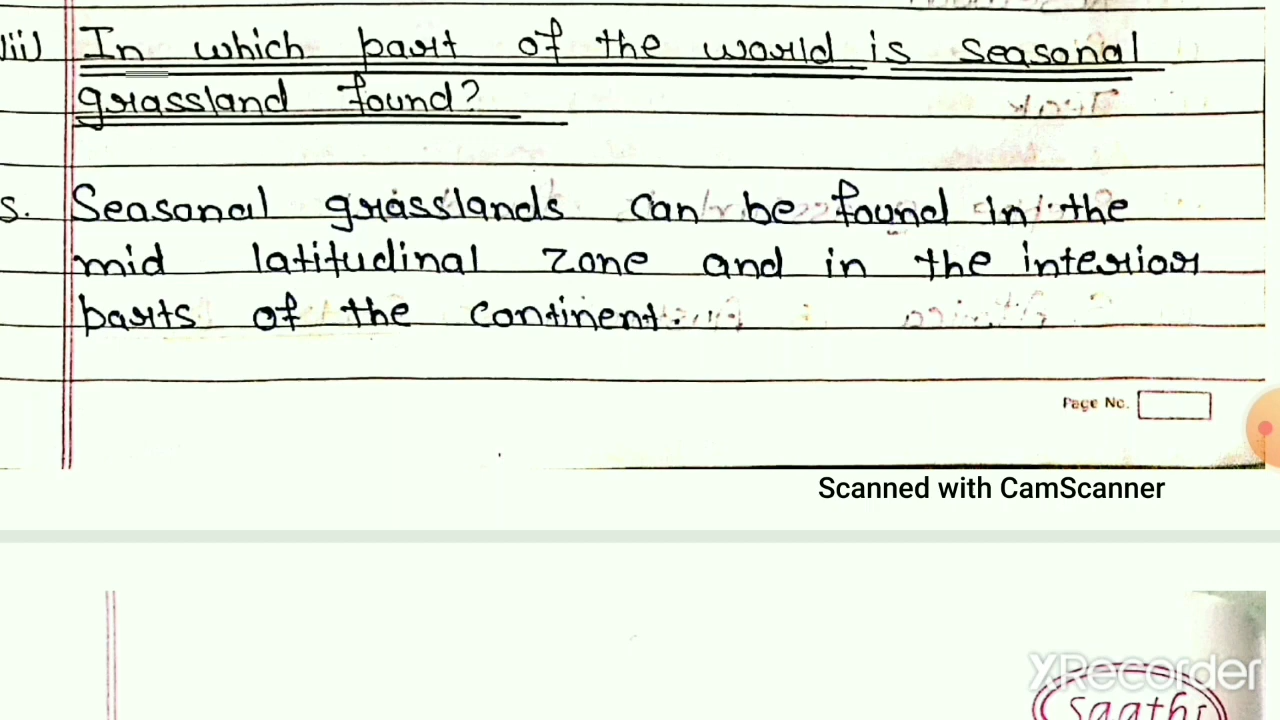 iii) In which part of the world is seasonal
grassland found?
s. Seasonal grasslands can be found in the
mid latitudinal zone and in the interior
parts of the continent.
Page No.
Scanned with CamScanner
XRecorder
Saathi